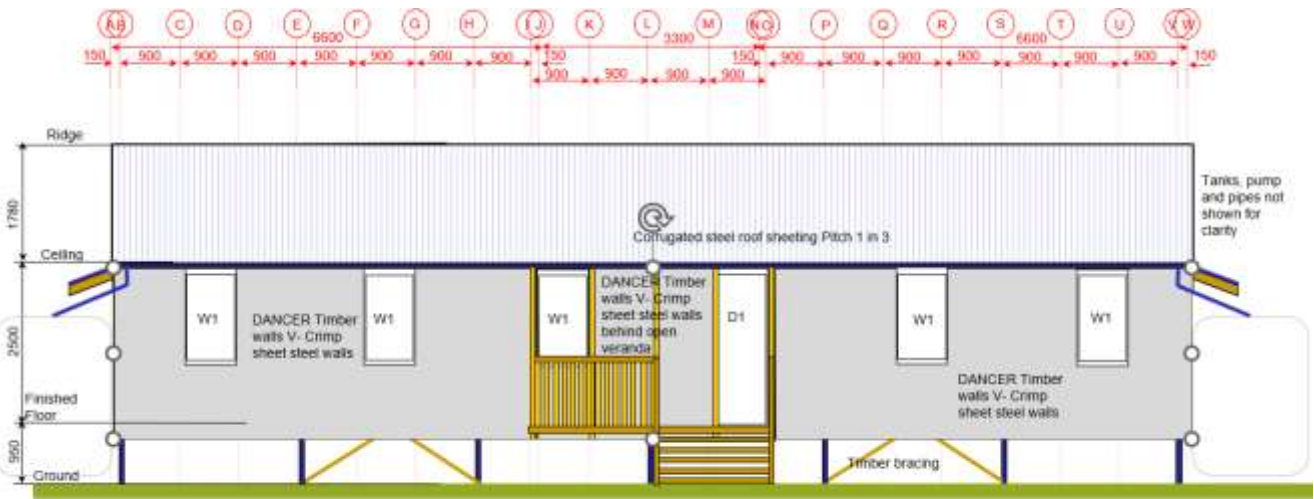 A B C D E F G H I J K L M N O P Q R S T U V W
6600 3300 6600
150 900 900 900 900 900 900 900 150 150 900 900 900 900 900 900 900 150
900 900 900 900
Ridge
1780
Tanks, pump
and pipes not
shown for
clarity
Corrugated steel roof sheeting Pitch 1 in 3
Ceiling
2500
W1
DANCER Timber
walls V- Crimp
sheet steel walls
W1
W1
DANCER Timber
walls V- Crimp
sheet steel walls
behind open
veranda
D1
W1
W1
DANCER Timber
walls V- Crimp
sheet steel walls
Finished
Floor
950
Timber bracing
Ground